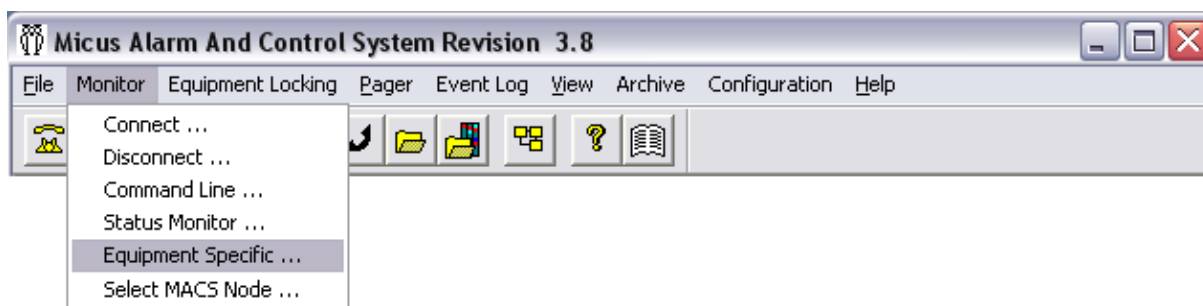 Micus Alarm And Control System Revision 3.8
File Monitor Equipment Locking Pager Event Log View Archive Configuration Help
Connect ...
Disconnect ...
Command Line ...
Status Monitor ...
Equipment Specific ...
Select MACS Node ...